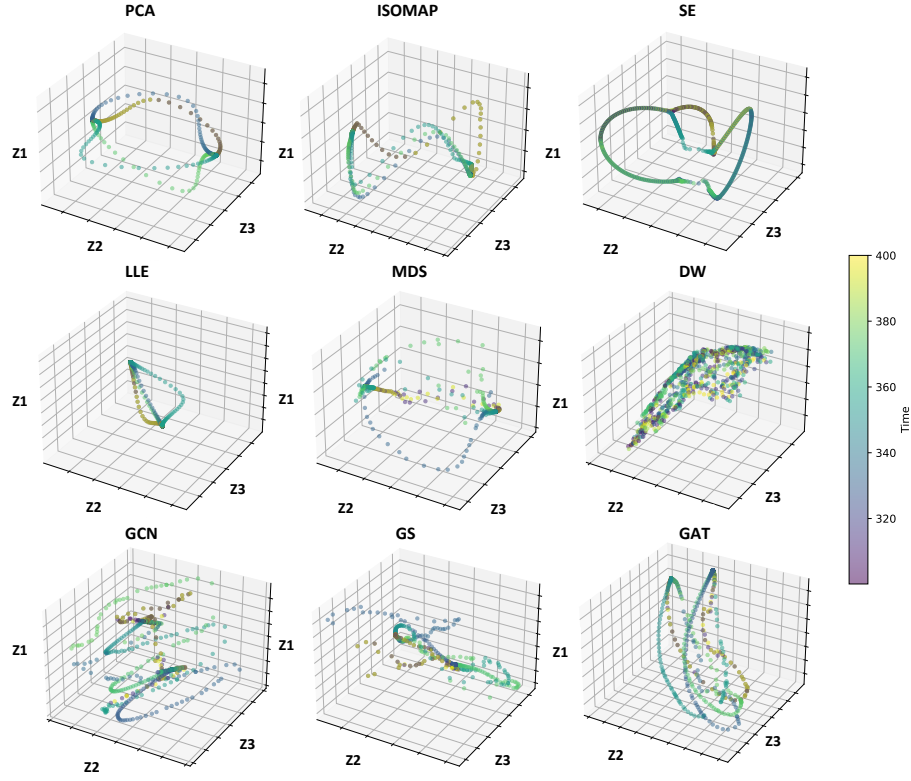 PCA
ISOMAP
SE
Z1
Z2
Z3
Z1
Z2
Z3
Z1
Z2
Z3
LLE
MDS
DW
Z1
Z2
Z3
Z1
Z2
Z3
Z1
Z2
Z3
GCN
GS
GAT
Z1
Z2
Z3
Z1
Z2
Z3
Z1
Z2
Z3
400
380
360
340
320
Time